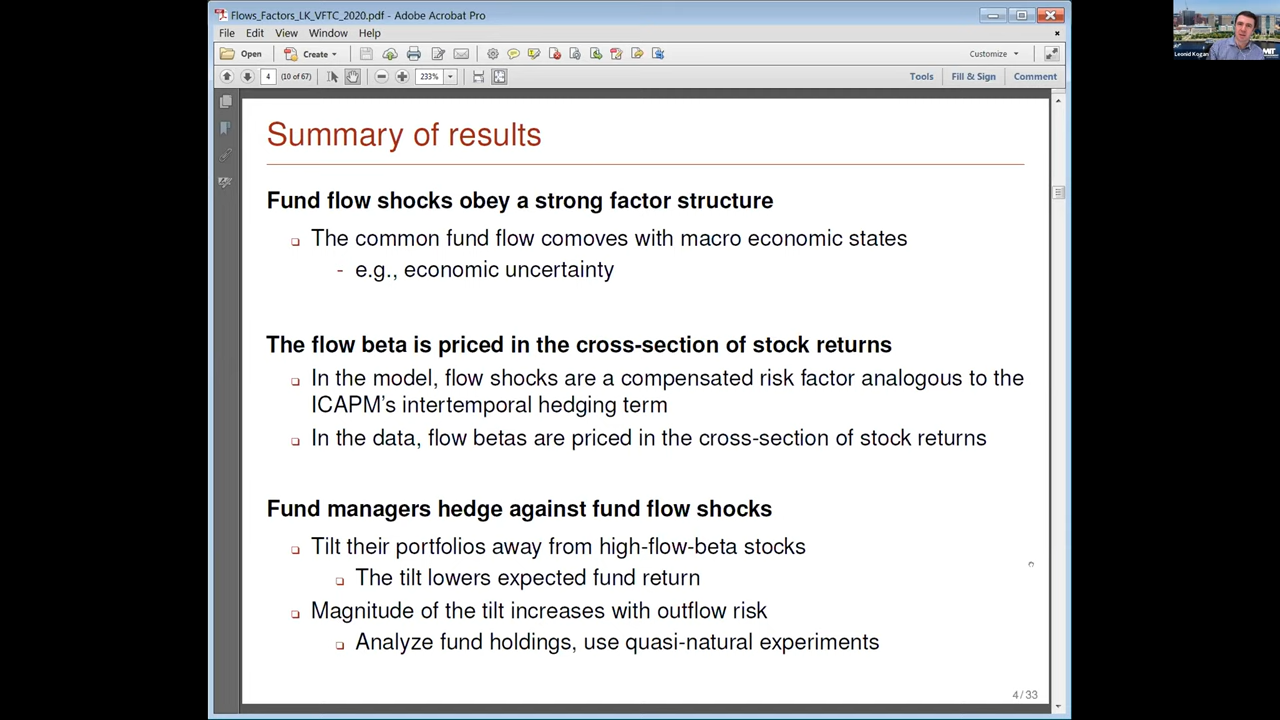 Flows_Factors_LK_VFTC_2020.pdf - Adobe Acrobat Pro
File Edit View Window Help
Open Create Customize
4 (10 of 67) 233% Tools Fill & Sign Comment
Summary of results
Fund flow shocks obey a strong factor structure
The common fund flow comoves with macro economic states
- e.g., economic uncertainty
The flow beta is priced in the cross-section of stock returns
In the model, flow shocks are a compensated risk factor analogous to the
ICAPM's intertemporal hedging term
In the data, flow betas are priced in the cross-section of stock returns
Fund managers hedge against fund flow shocks
Tilt their portfolios away from high-flow-beta stocks
The tilt lowers expected fund return
Magnitude of the tilt increases with outflow risk
Analyze fund holdings, use quasi-natural experiments
4 / 33
Leonid Kogan
MIT